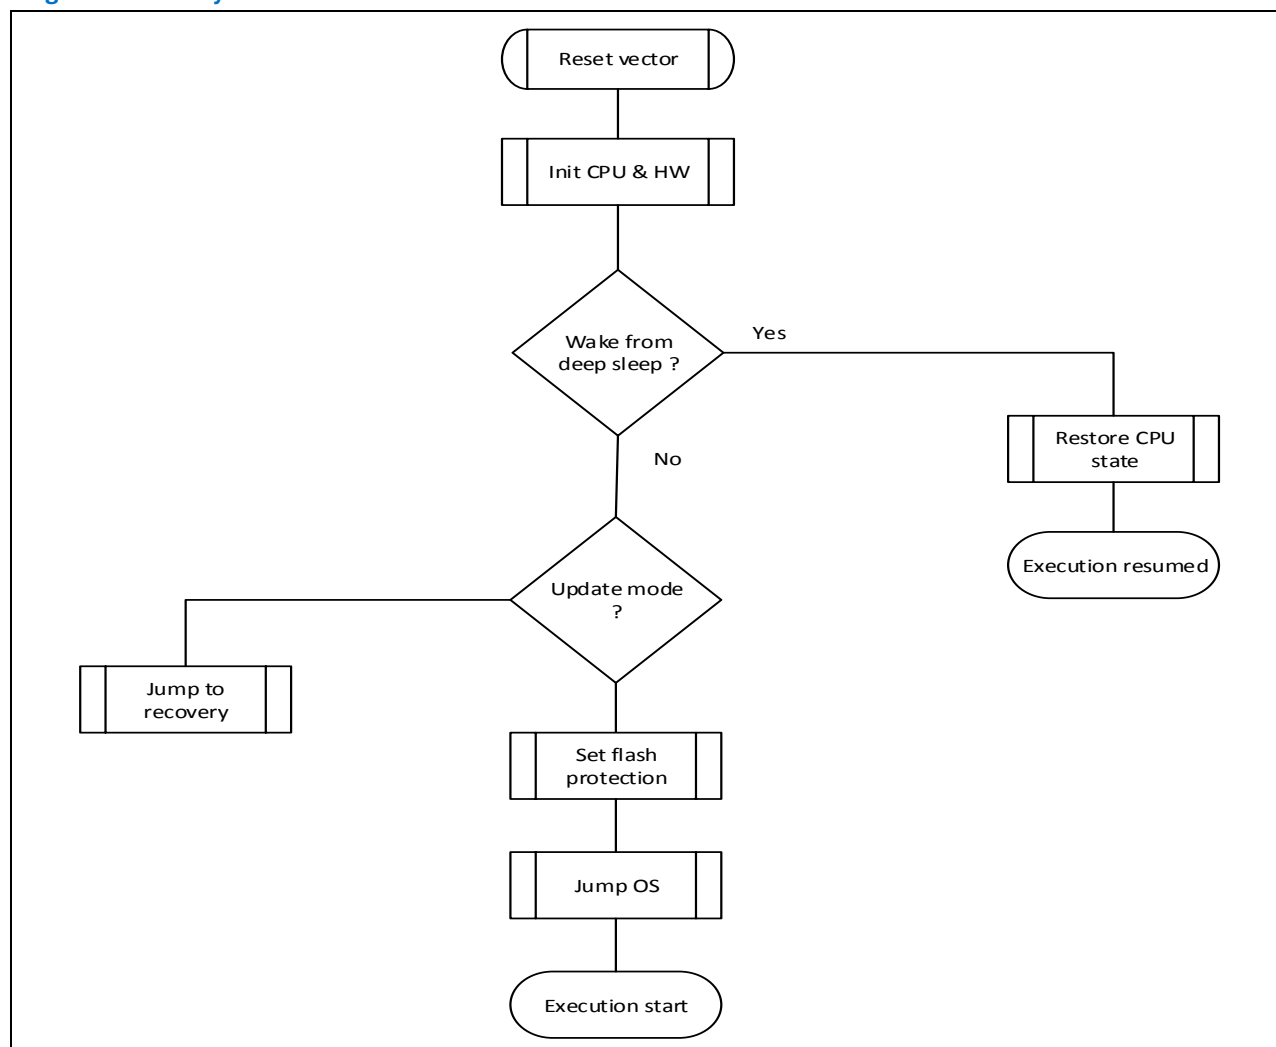 Reset vector
Init CPU & HW
Wake from
deep sleep ?
Yes
No
Restore CPU
state
Execution resumed
Update mode
?
Jump to
recovery
Set flash
protection
Jump OS
Execution start